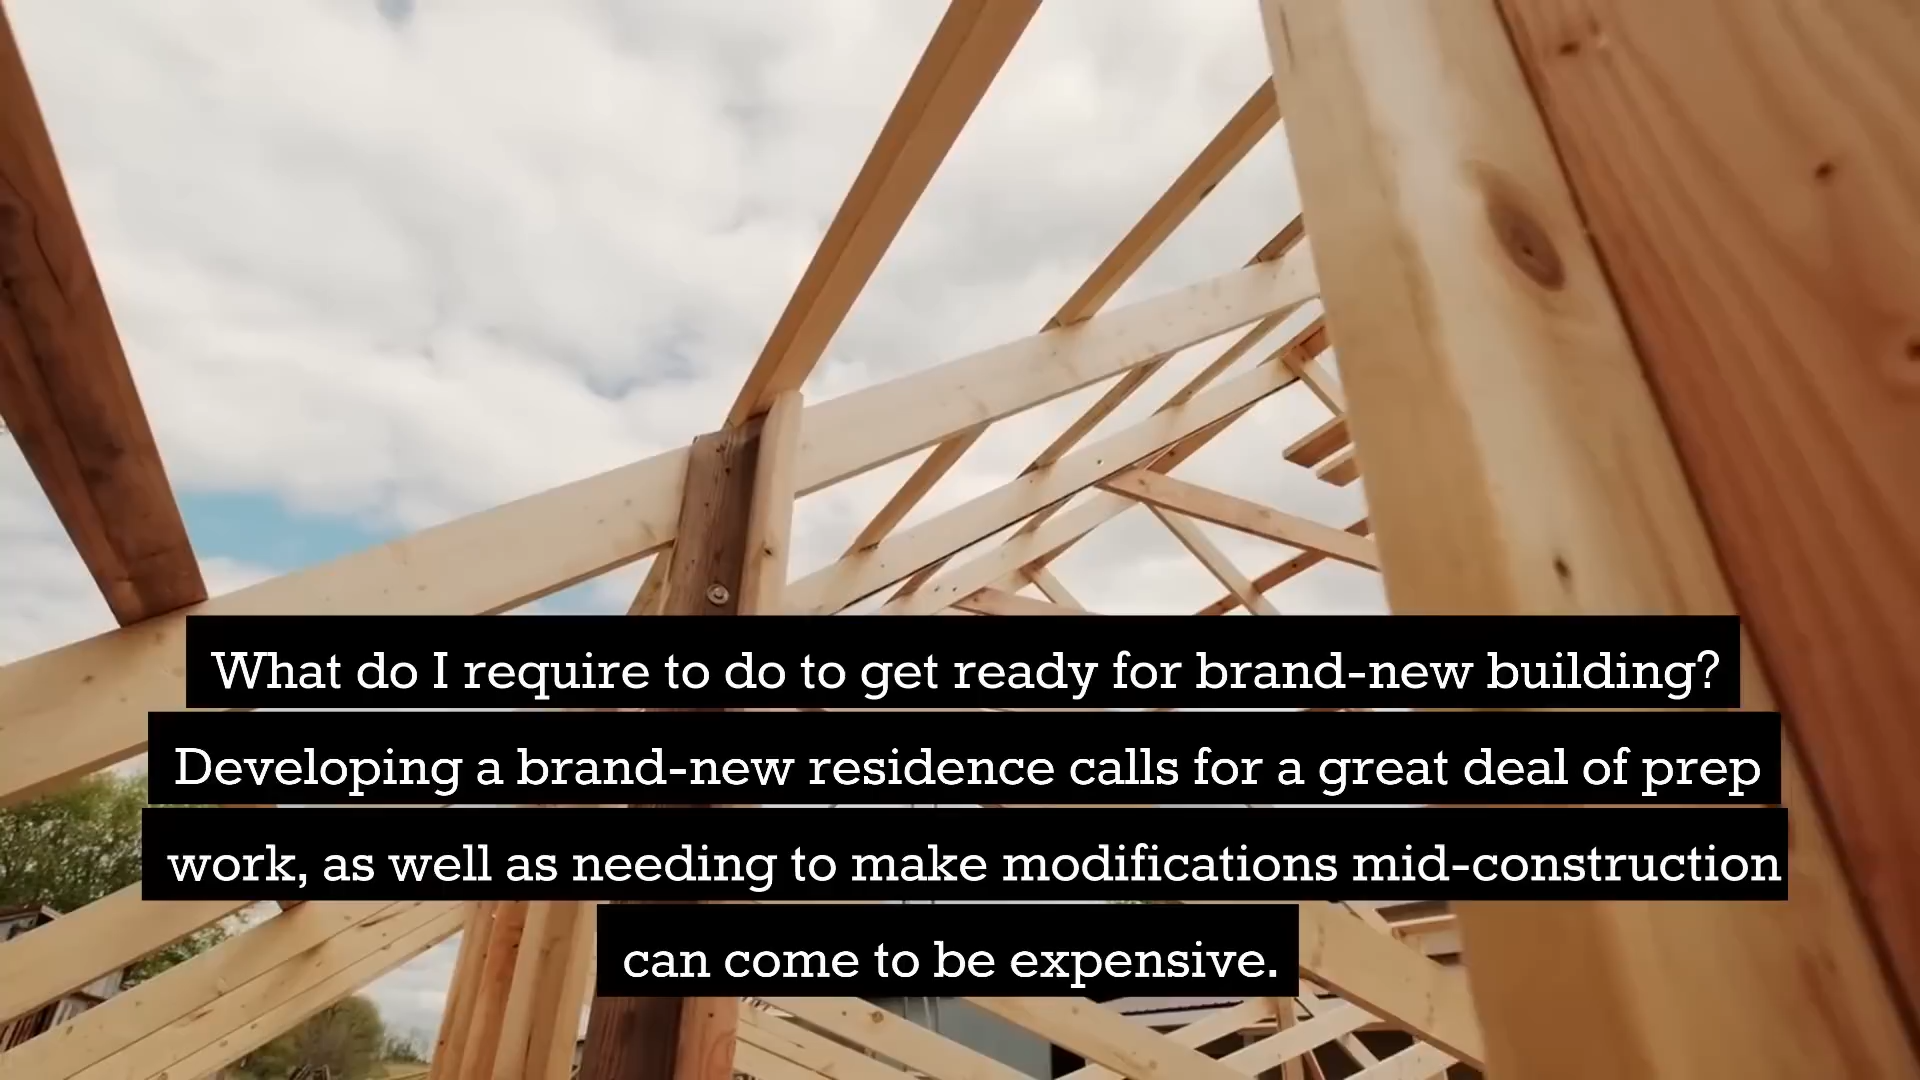 What do I require to do to get ready for brand-new building?
Developing a brand-new residence calls for a great deal of prep
work, as well as needing to make modifications mid-construction
can come to be expensive.